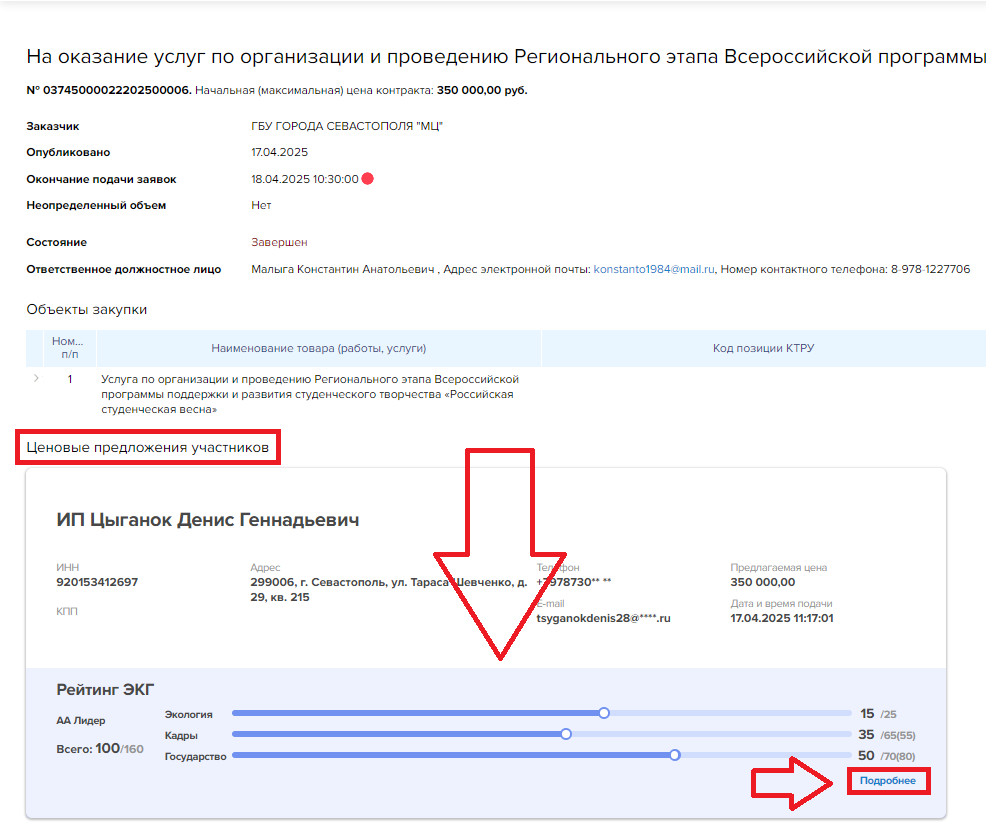 На оказание услуг по организации и проведению Регионального этапа Всероссийской программы
№ 03745000022202500006. Начальная (максимальная) цена контракта: 350 000,00 руб.
Заказчик ГБУ ГОРОДА СЕВАСТОПОЛЯ "МЦ"
Опубликовано 17.04.2025
Окончание подачи заявок 18.04.2025 10:30:00
Неопределенный объем Нет
Состояние Завершен
Ответственное должностное лицо Малыга Константин Анатольевич , Адрес электронной почты: konstanto1984@mail.ru, Номер контактного телефона: 8-978-1227706
Объекты закупки
Ном... п/п Наименование товара (работы, услуги) Код позиции КТРУ
1 Услуга по организации и проведению Регионального этапа Всероссийской
программы поддержки и развития студенческого творчества «Российская
студенческая весна»
Ценовые предложения участников
ИП Цыганок Денис Геннадьевич
ИНН Адрес Телефон Предлагаемая цена
920153412697 299006, г. Севастополь, ул. Тараса Шевченко, д. +7978730** ** 350 000,00
29, кв. 215
КПП E-mail Дата и время подачи
tsyganokdenis28@****.ru 17.04.2025 11:17:01
Рейтинг ЭКГ
АА Лидер Экология 15 /25
Кадры 35 /65(55)
Всего: 100/160 Государство 50 /70(80)
Подробнее